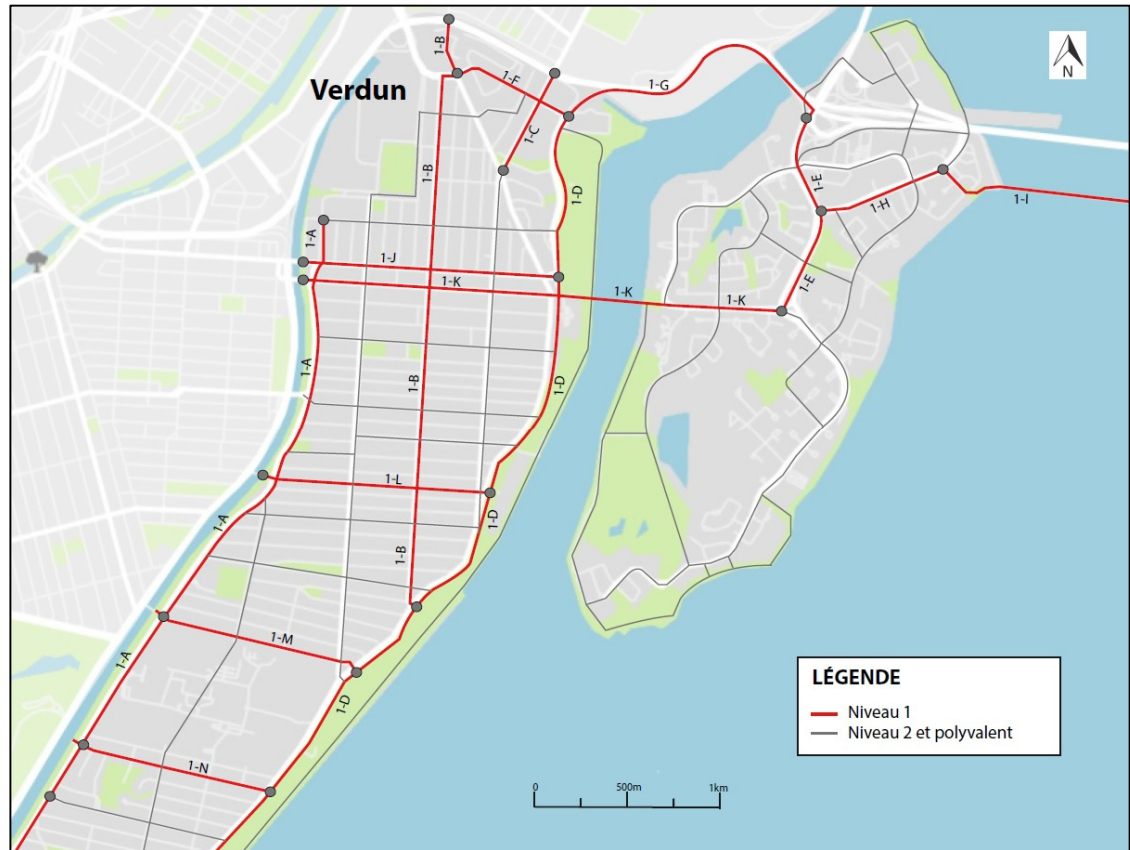 1-B
Verdun
1-F
1-G
1-C
1-B
1-D
1-E
1-H
1-I
1-A
1-J
1-K
1-K
1-K
1-E
1-A
1-B
1-D
1-L
1-D
1-A
1-B
1-M
1-A
1-D
1-N
N
LÉGENDE
Niveau 1
Niveau 2 et polyvalent
0 500m 1km